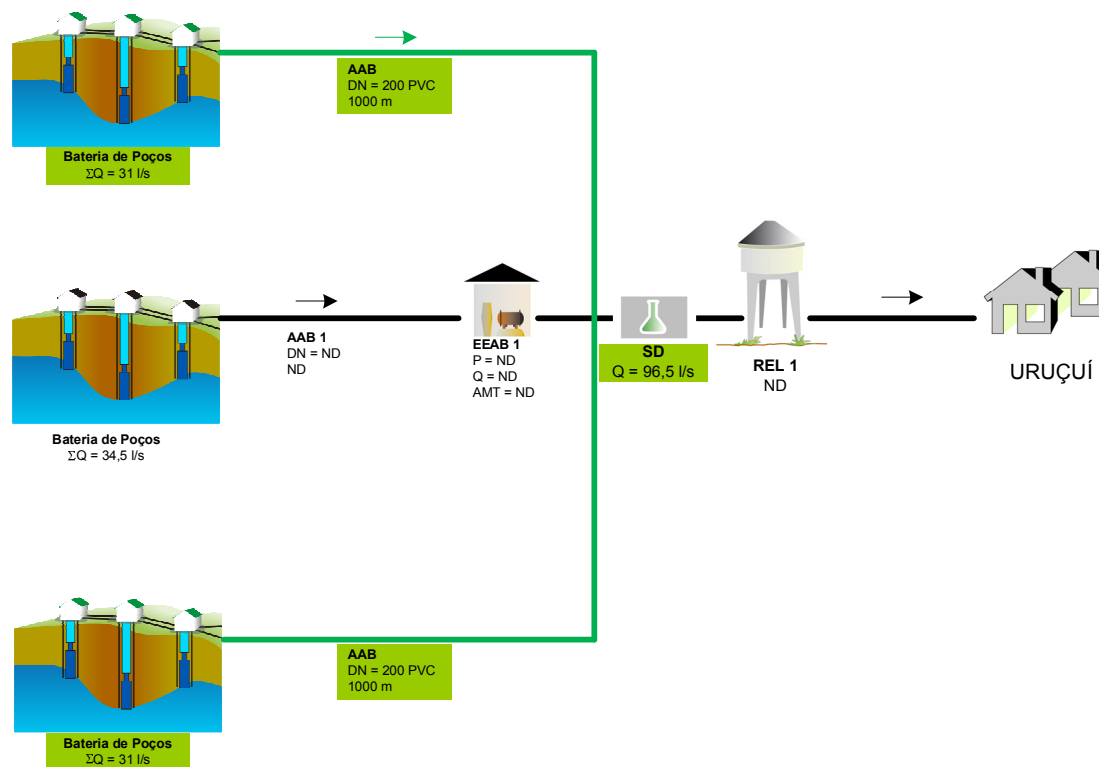 AAB
DN = 200 PVC
1000 m
Bateria de Poços
ΣQ = 31 l/s
AAB 1
DN = ND
ND
EEAB 1
P = ND
Q = ND
AMT = ND
SD
Q = 96,5 l/s
REL 1
ND
URUÇUÍ
Bateria de Poços
ΣQ = 34,5 l/s
AAB
DN = 200 PVC
1000 m
Bateria de Poços
ΣQ = 31 l/s